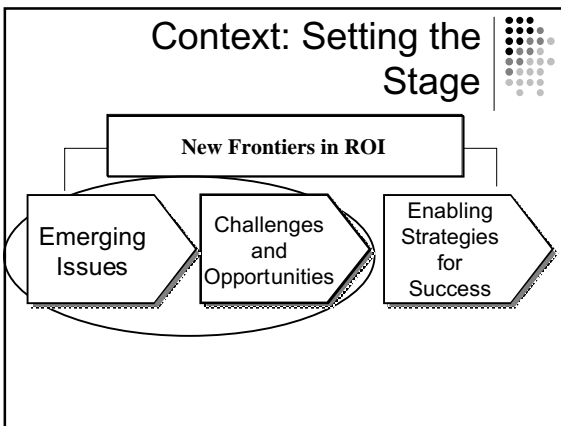 Context: Setting the
Stage
New Frontiers in ROI
Emerging
Issues
Challenges
and
Opportunities
Enabling
Strategies
for
Success